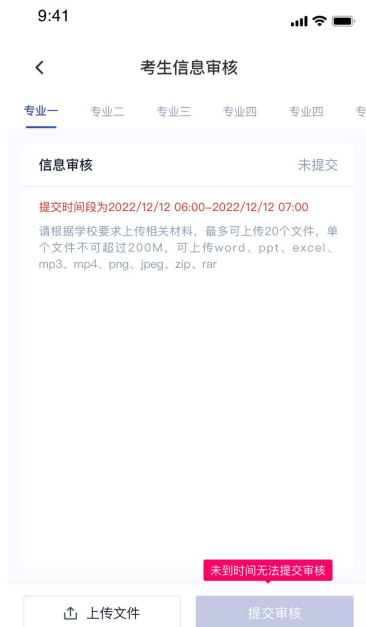 9:41
考生信息审核
专业一 专业二 专业三 专业四 专业四 专
信息审核 未提交
提交时间段为2022/12/12 06:00-2022/12/12 07:00
请根据学校要求上传相关材料，最多可上传20个文件，单
个文件不可超过200M，可上传word、ppt、excel、
mp3、mp4、png、jpeg、zip、rar
未到时间无法提交审核
上传文件 提交审核